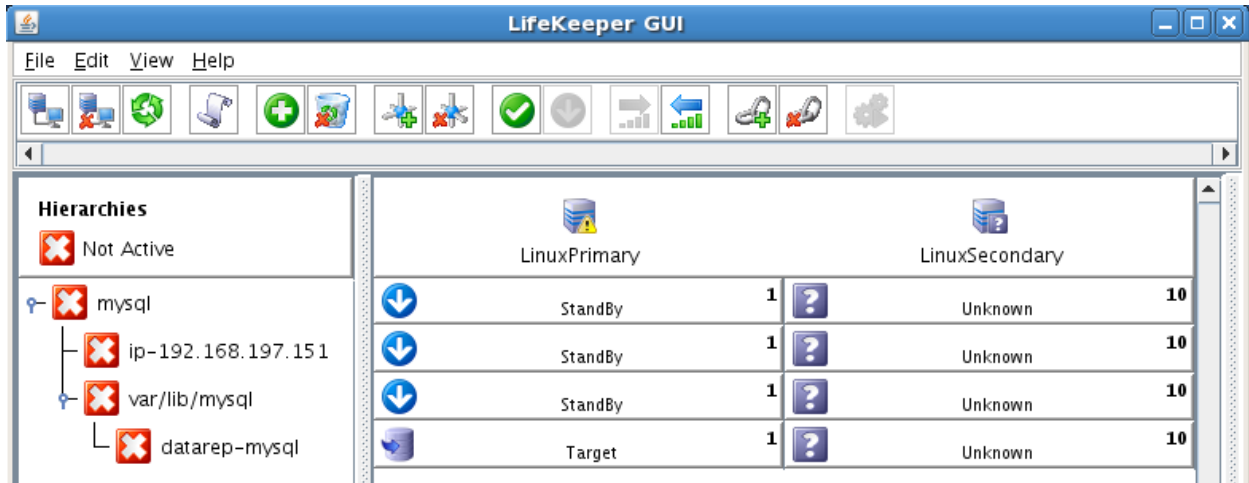 LifeKeeper GUI
File Edit View Help
Hierarchies
Not Active
LinuxPrimary LinuxSecondary
mysql StandBy 1 ? Unknown 10
ip-192.168.197.151 StandBy 1 ? Unknown 10
var/lib/mysql StandBy 1 ? Unknown 10
datarep-mysql Target 1 ? Unknown 10